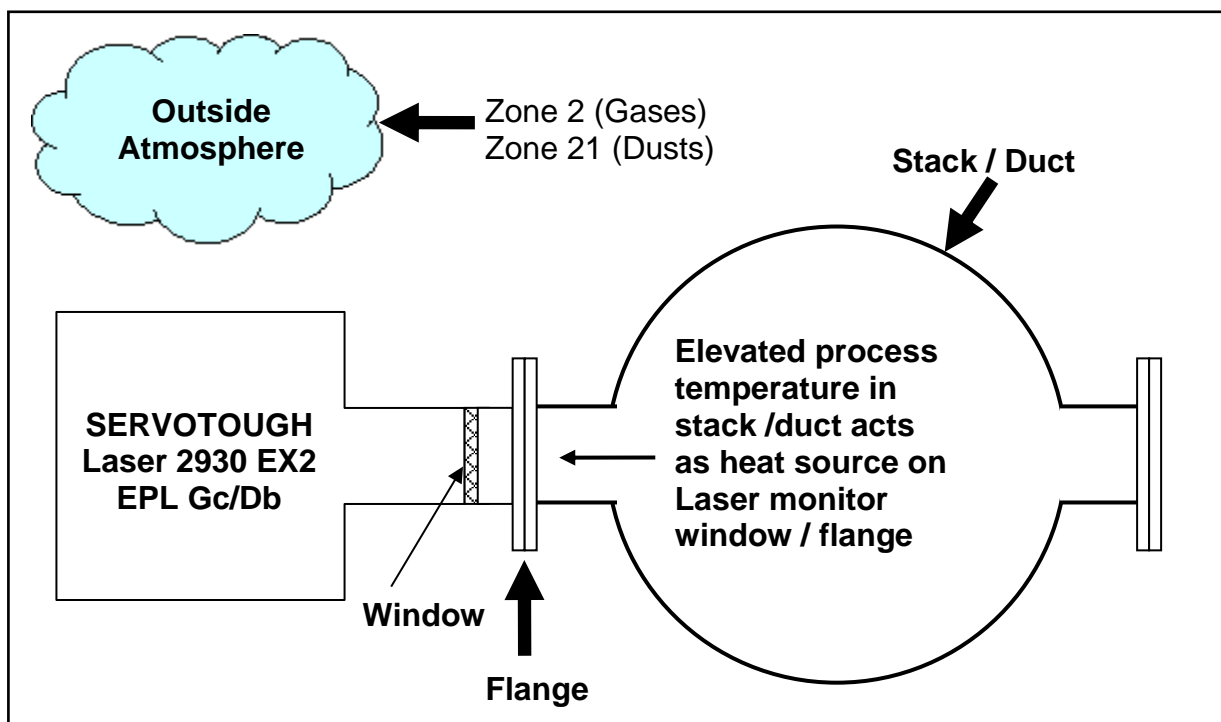 Outside
Atmosphere
Zone 2 (Gases)
Zone 21 (Dusts)
Stack / Duct
SERVOTOUGH
Laser 2930 EX2
EPL Gc/Db
Elevated process
temperature in
stack /duct acts
as heat source on
Laser monitor
window / flange
Window
Flange